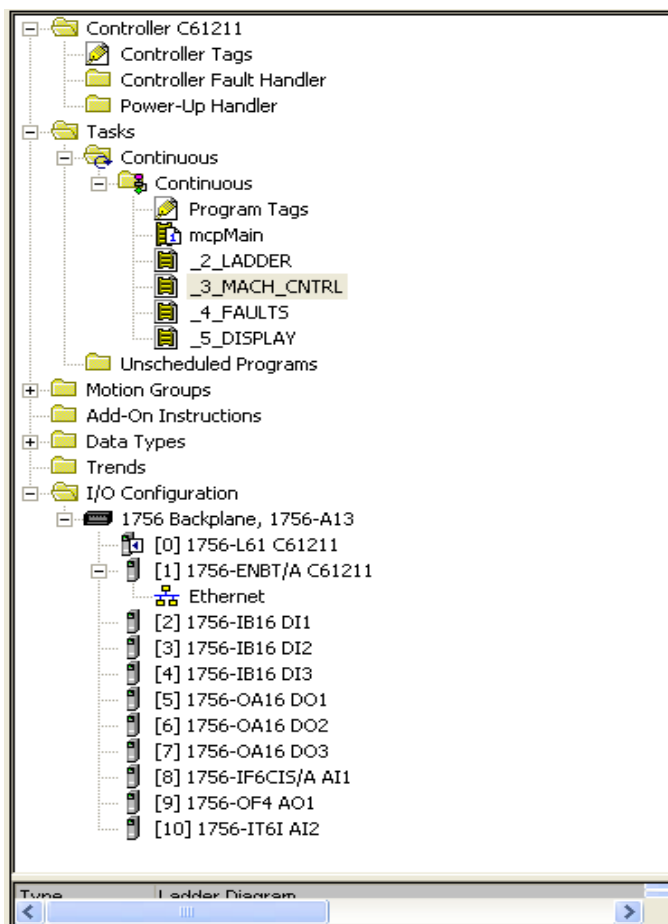 Controller C61211
Controller Tags
Controller Fault Handler
Power-Up Handler
Tasks
Continuous
Continuous
Program Tags
mcpMain
_2_LADDER
_3_MACH_CNTRL
_4_FAULTS
_5_DISPLAY
Unscheduled Programs
Motion Groups
Add-On Instructions
Data Types
Trends
I/O Configuration
1756 Backplane, 1756-A13
[0] 1756-L61 C61211
[1] 1756-ENBT/A C61211
Ethernet
[2] 1756-IB16 DI1
[3] 1756-IB16 DI2
[4] 1756-IB16 DI3
[5] 1756-OA16 DO1
[6] 1756-OA16 DO2
[7] 1756-OA16 DO3
[8] 1756-IF6CIS/A AI1
[9] 1756-OF4 AO1
[10] 1756-IT6I AI2
Type Ladder Diagram